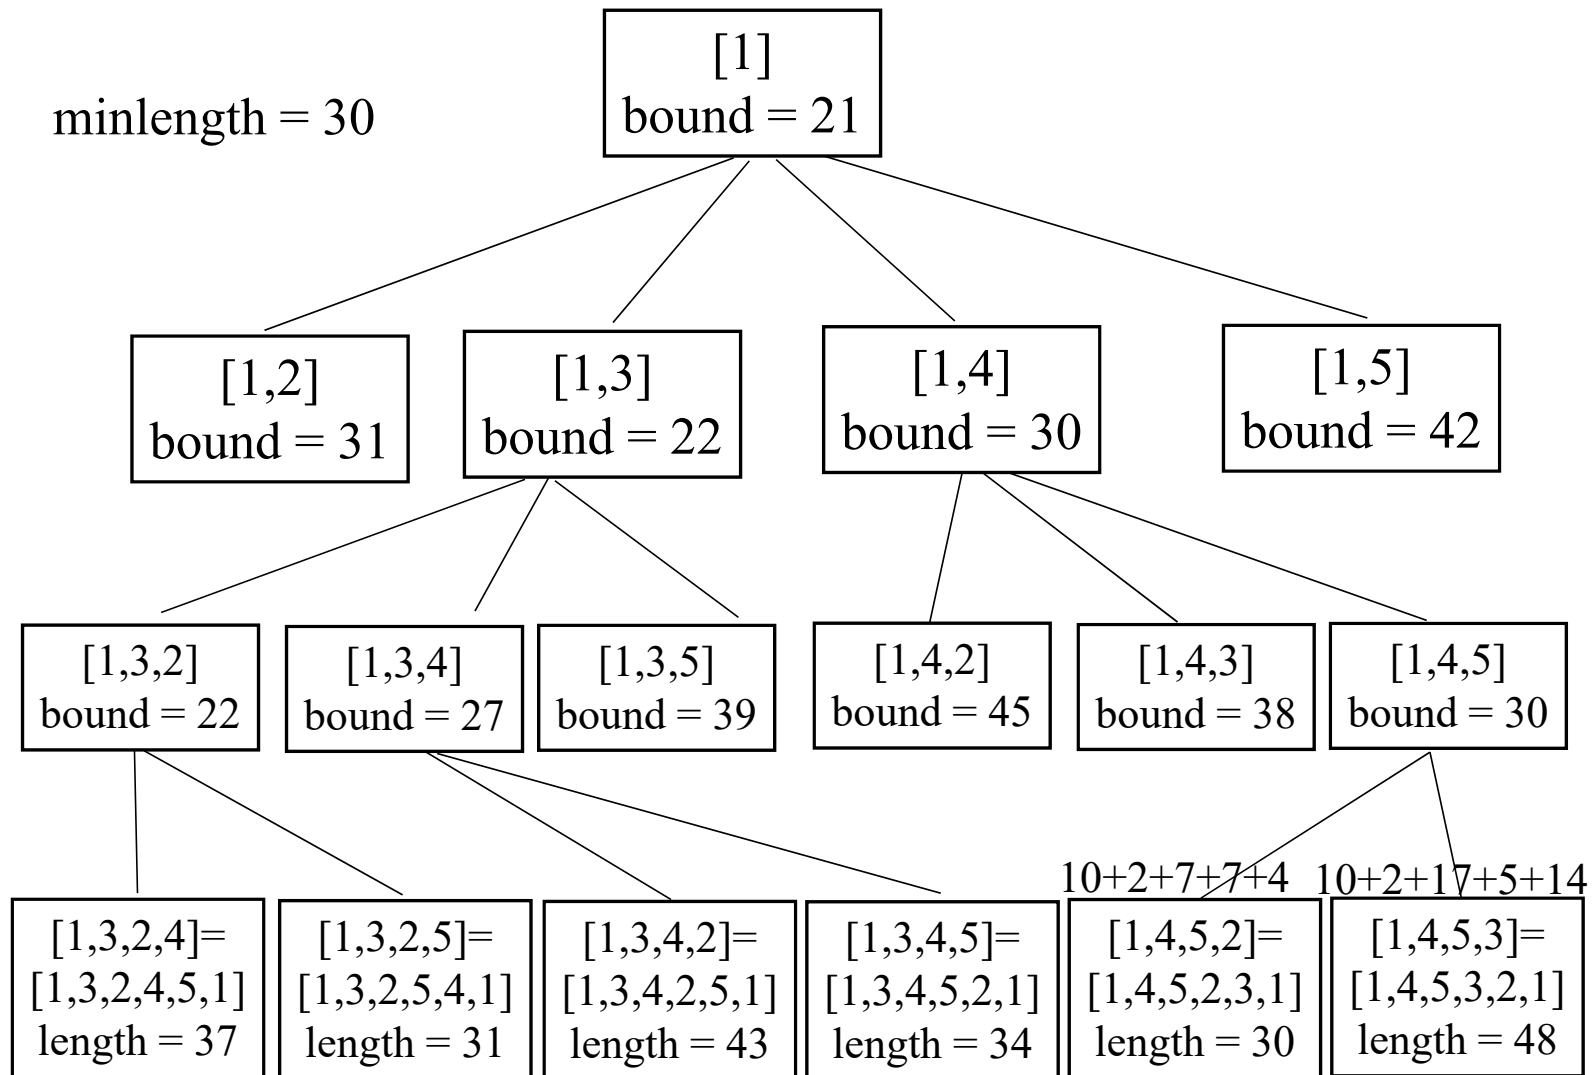 [1]
bound = 21
minlength = 30
[1,2]
bound = 31
[1,3]
bound = 22
[1,4]
bound = 30
[1,5]
bound = 42
[1,3,2]
bound = 22
[1,3,4]
bound = 27
[1,3,5]
bound = 39
[1,4,2]
bound = 45
[1,4,3]
bound = 38
[1,4,5]
bound = 30
10+2+7+7+4
10+2+17+5+14
[1,3,2,4]=
[1,3,2,4,5,1]
length = 37
[1,3,2,5]=
[1,3,2,5,4,1]
length = 31
[1,3,4,2]=
[1,3,4,2,5,1]
length = 43
[1,3,4,5]=
[1,3,4,5,2,1]
length = 34
[1,4,5,2]=
[1,4,5,2,3,1]
length = 30
[1,4,5,3]=
[1,4,5,3,2,1]
length = 48